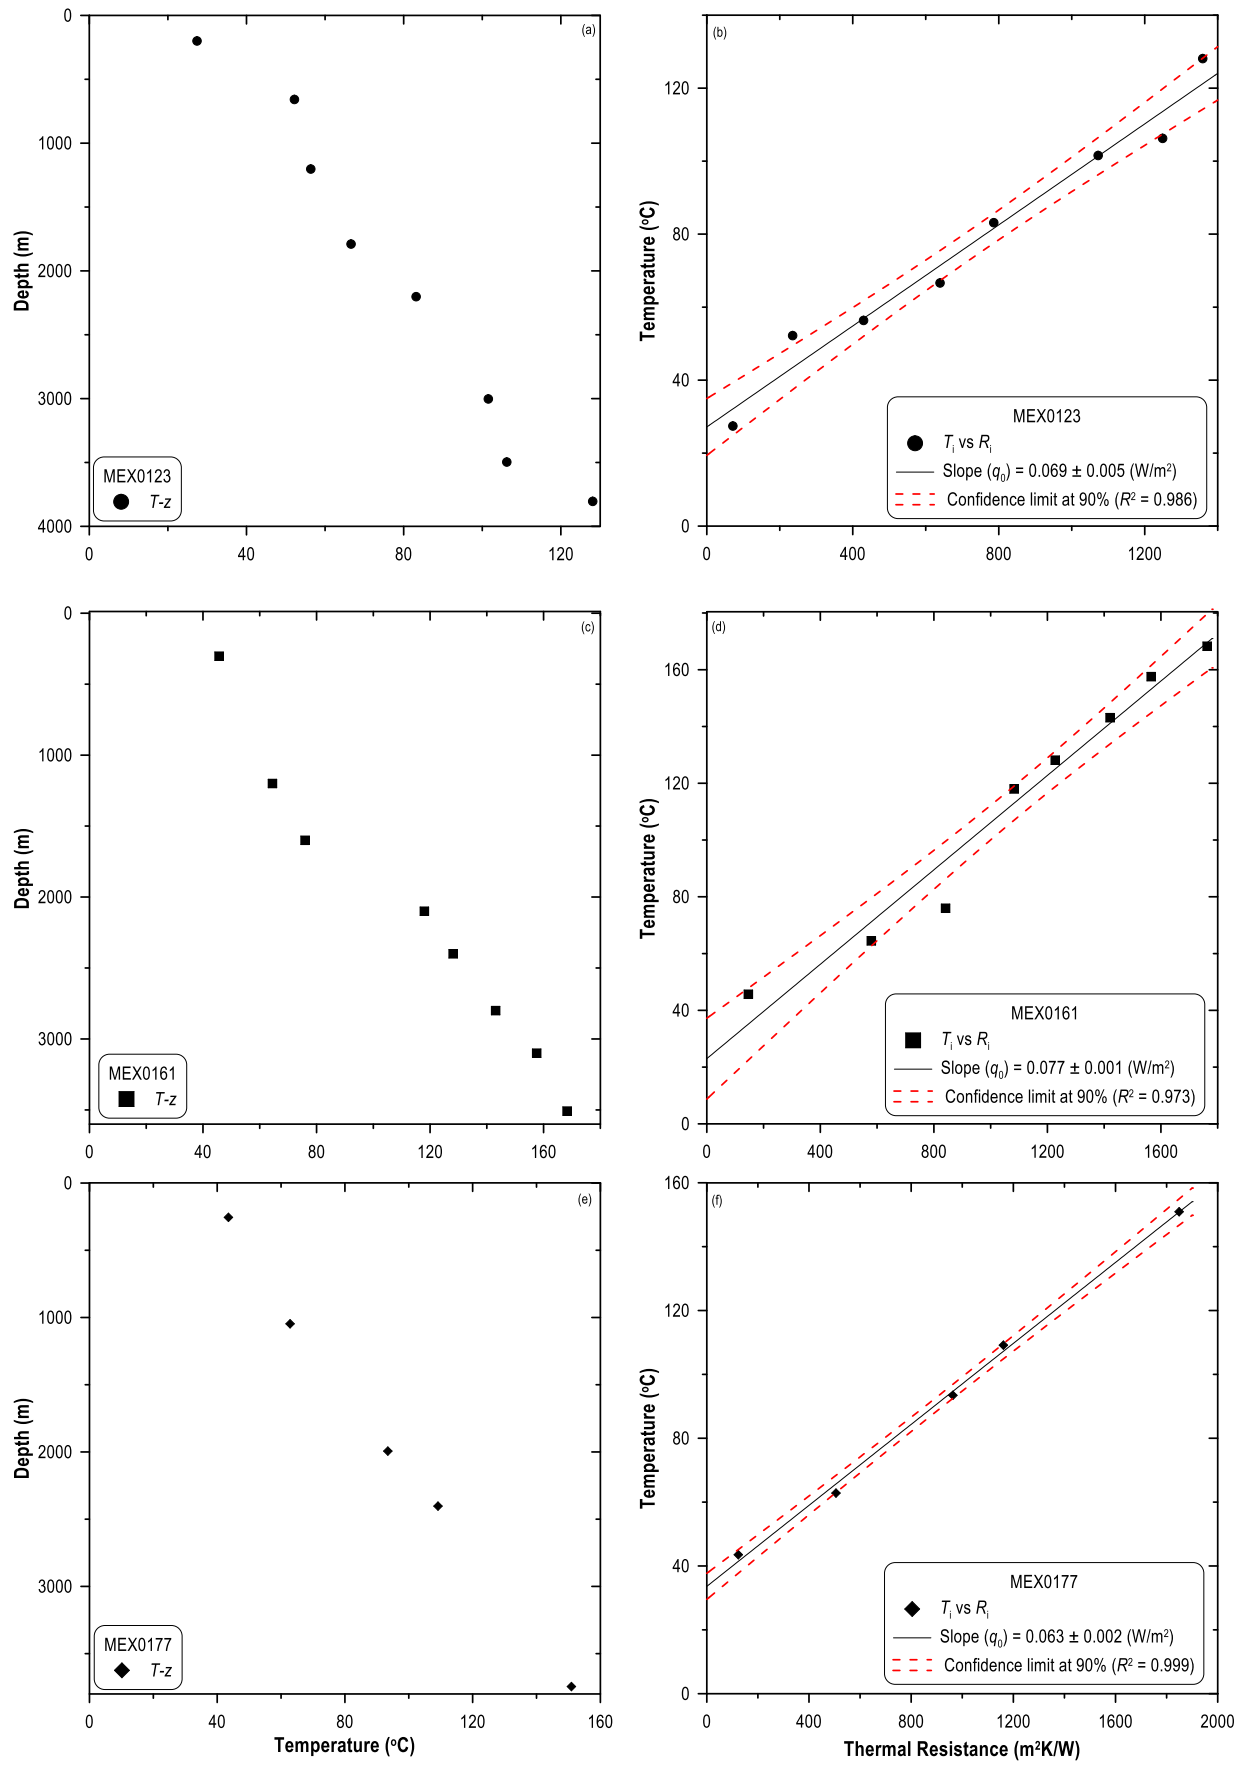 (a)
0
1000
2000
3000
4000
Depth (m)
MEX0123
T-z
0
40
80
120
(b)
120
80
40
0
Temperature (ºC)
MEX0123
Ti vs Ri
Slope (q0) = 0.069 ± 0.005 (W/m²)
Confidence limit at 90% (R² = 0.986)
0
400
800
1200
(c)
0
1000
2000
3000
Depth (m)
MEX0161
T-z
0
40
80
120
160
(d)
160
120
80
40
0
Temperature (ºC)
MEX0161
Ti vs Ri
Slope (q0) = 0.077 ± 0.001 (W/m²)
Confidence limit at 90% (R² = 0.973)
0
400
800
1200
1600
(e)
0
1000
2000
3000
Depth (m)
MEX0177
T-z
0
40
80
120
160
Temperature (ºC)
(f)
160
120
80
40
0
Temperature (ºC)
MEX0177
Ti vs Ri
Slope (q0) = 0.063 ± 0.002 (W/m²)
Confidence limit at 90% (R² = 0.999)
0
400
800
1200
1600
2000
Thermal Resistance (m²K/W)